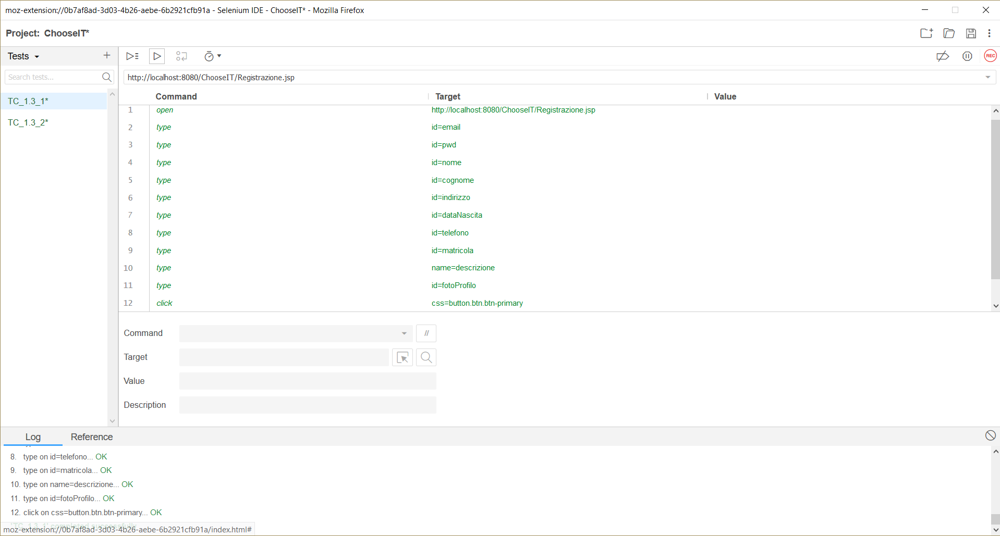 moz-extension://0b7af8ad-3d03-4b26-aebe-6b2921cfb91a - Selenium IDE - ChooseIT* - Mozilla Firefox
Project: ChooseIT*
Tests
REC
Search tests...
http://localhost:8080/ChooseIT/Registrazione.jsp
TC_1.3_1*
TC_1.3_2*
Command Target Value
1 open http://localhost:8080/ChooseIT/Registrazione.jsp
2 type id=email
3 type id=pwd
4 type id=nome
5 type id=cognome
6 type id=indirizzo
7 type id=dataNascita
8 type id=telefono
9 type id=matricola
10 type name=descrizione
11 type id=fotoProfilo
12 click css=button.btn.btn-primary
Command //
Target
Value
Description
Log Reference
8. type on id=telefono... OK
9. type on id=matricola... OK
10. type on name=descrizione... OK
11. type on id=fotoProfilo... OK
12. click on css=button.btn.btn-primary... OK
'TC_1.3_1' completed successfully
moz-extension://0b7af8ad-3d03-4b26-aebe-6b2921cfb91a/index.html#